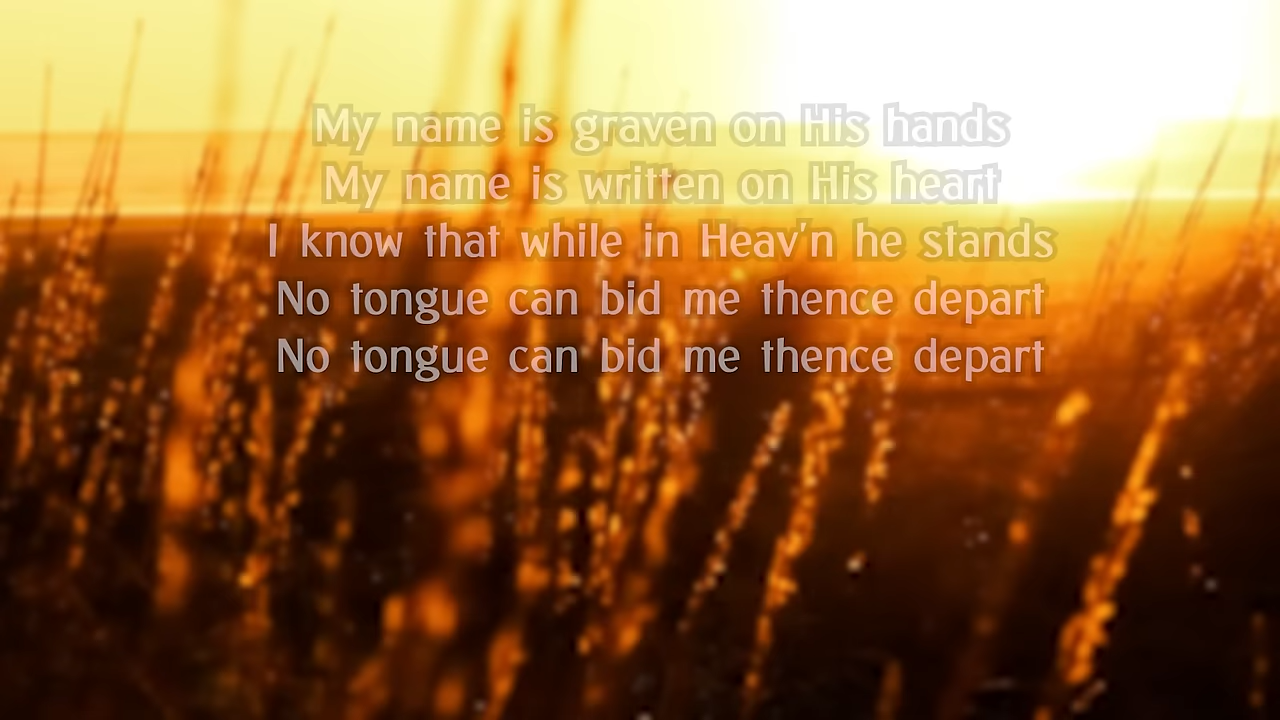 My name is graven on His hands
My name is written on His heart
I know that while in Heav'n he stands
No tongue can bid me thence depart
No tongue can bid me thence depart